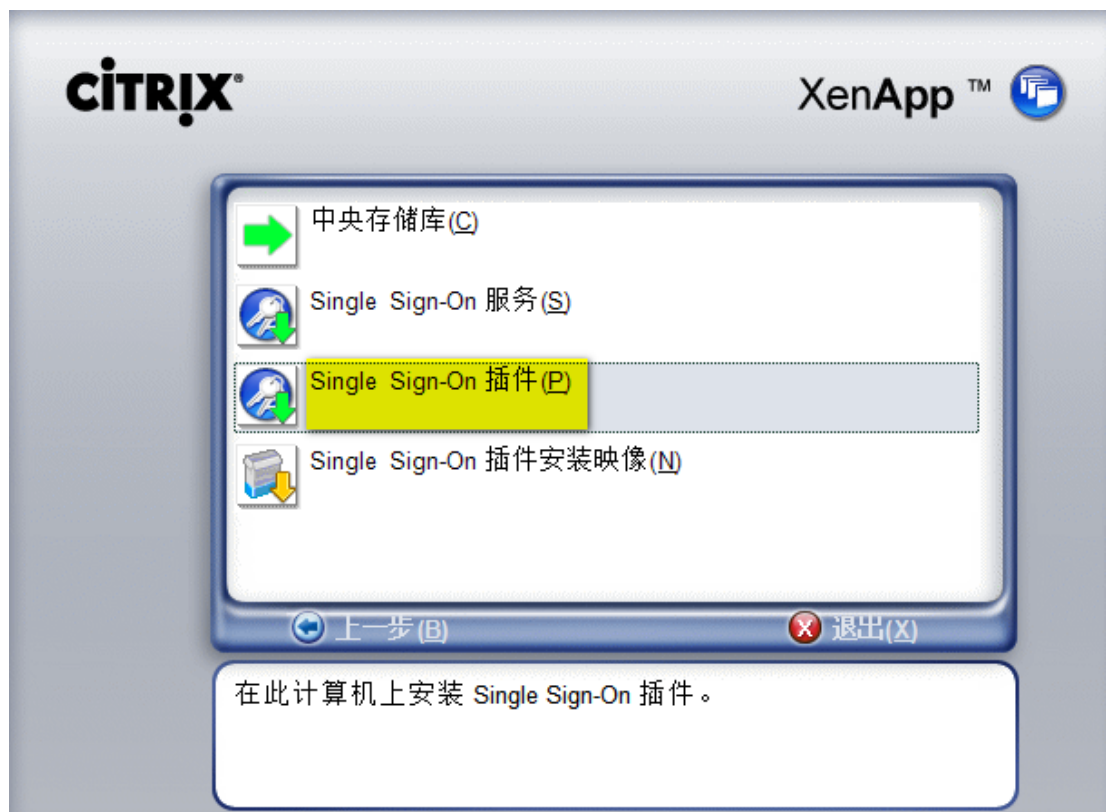 CİTRIX®
XenApp ™
中央存储库(C)
Single Sign-On 服务(S)
Single Sign-On 插件(P)
Single Sign-On 插件安装映像(N)
上一步(B)
退出(X)
在此计算机上安装 Single Sign-On 插件。